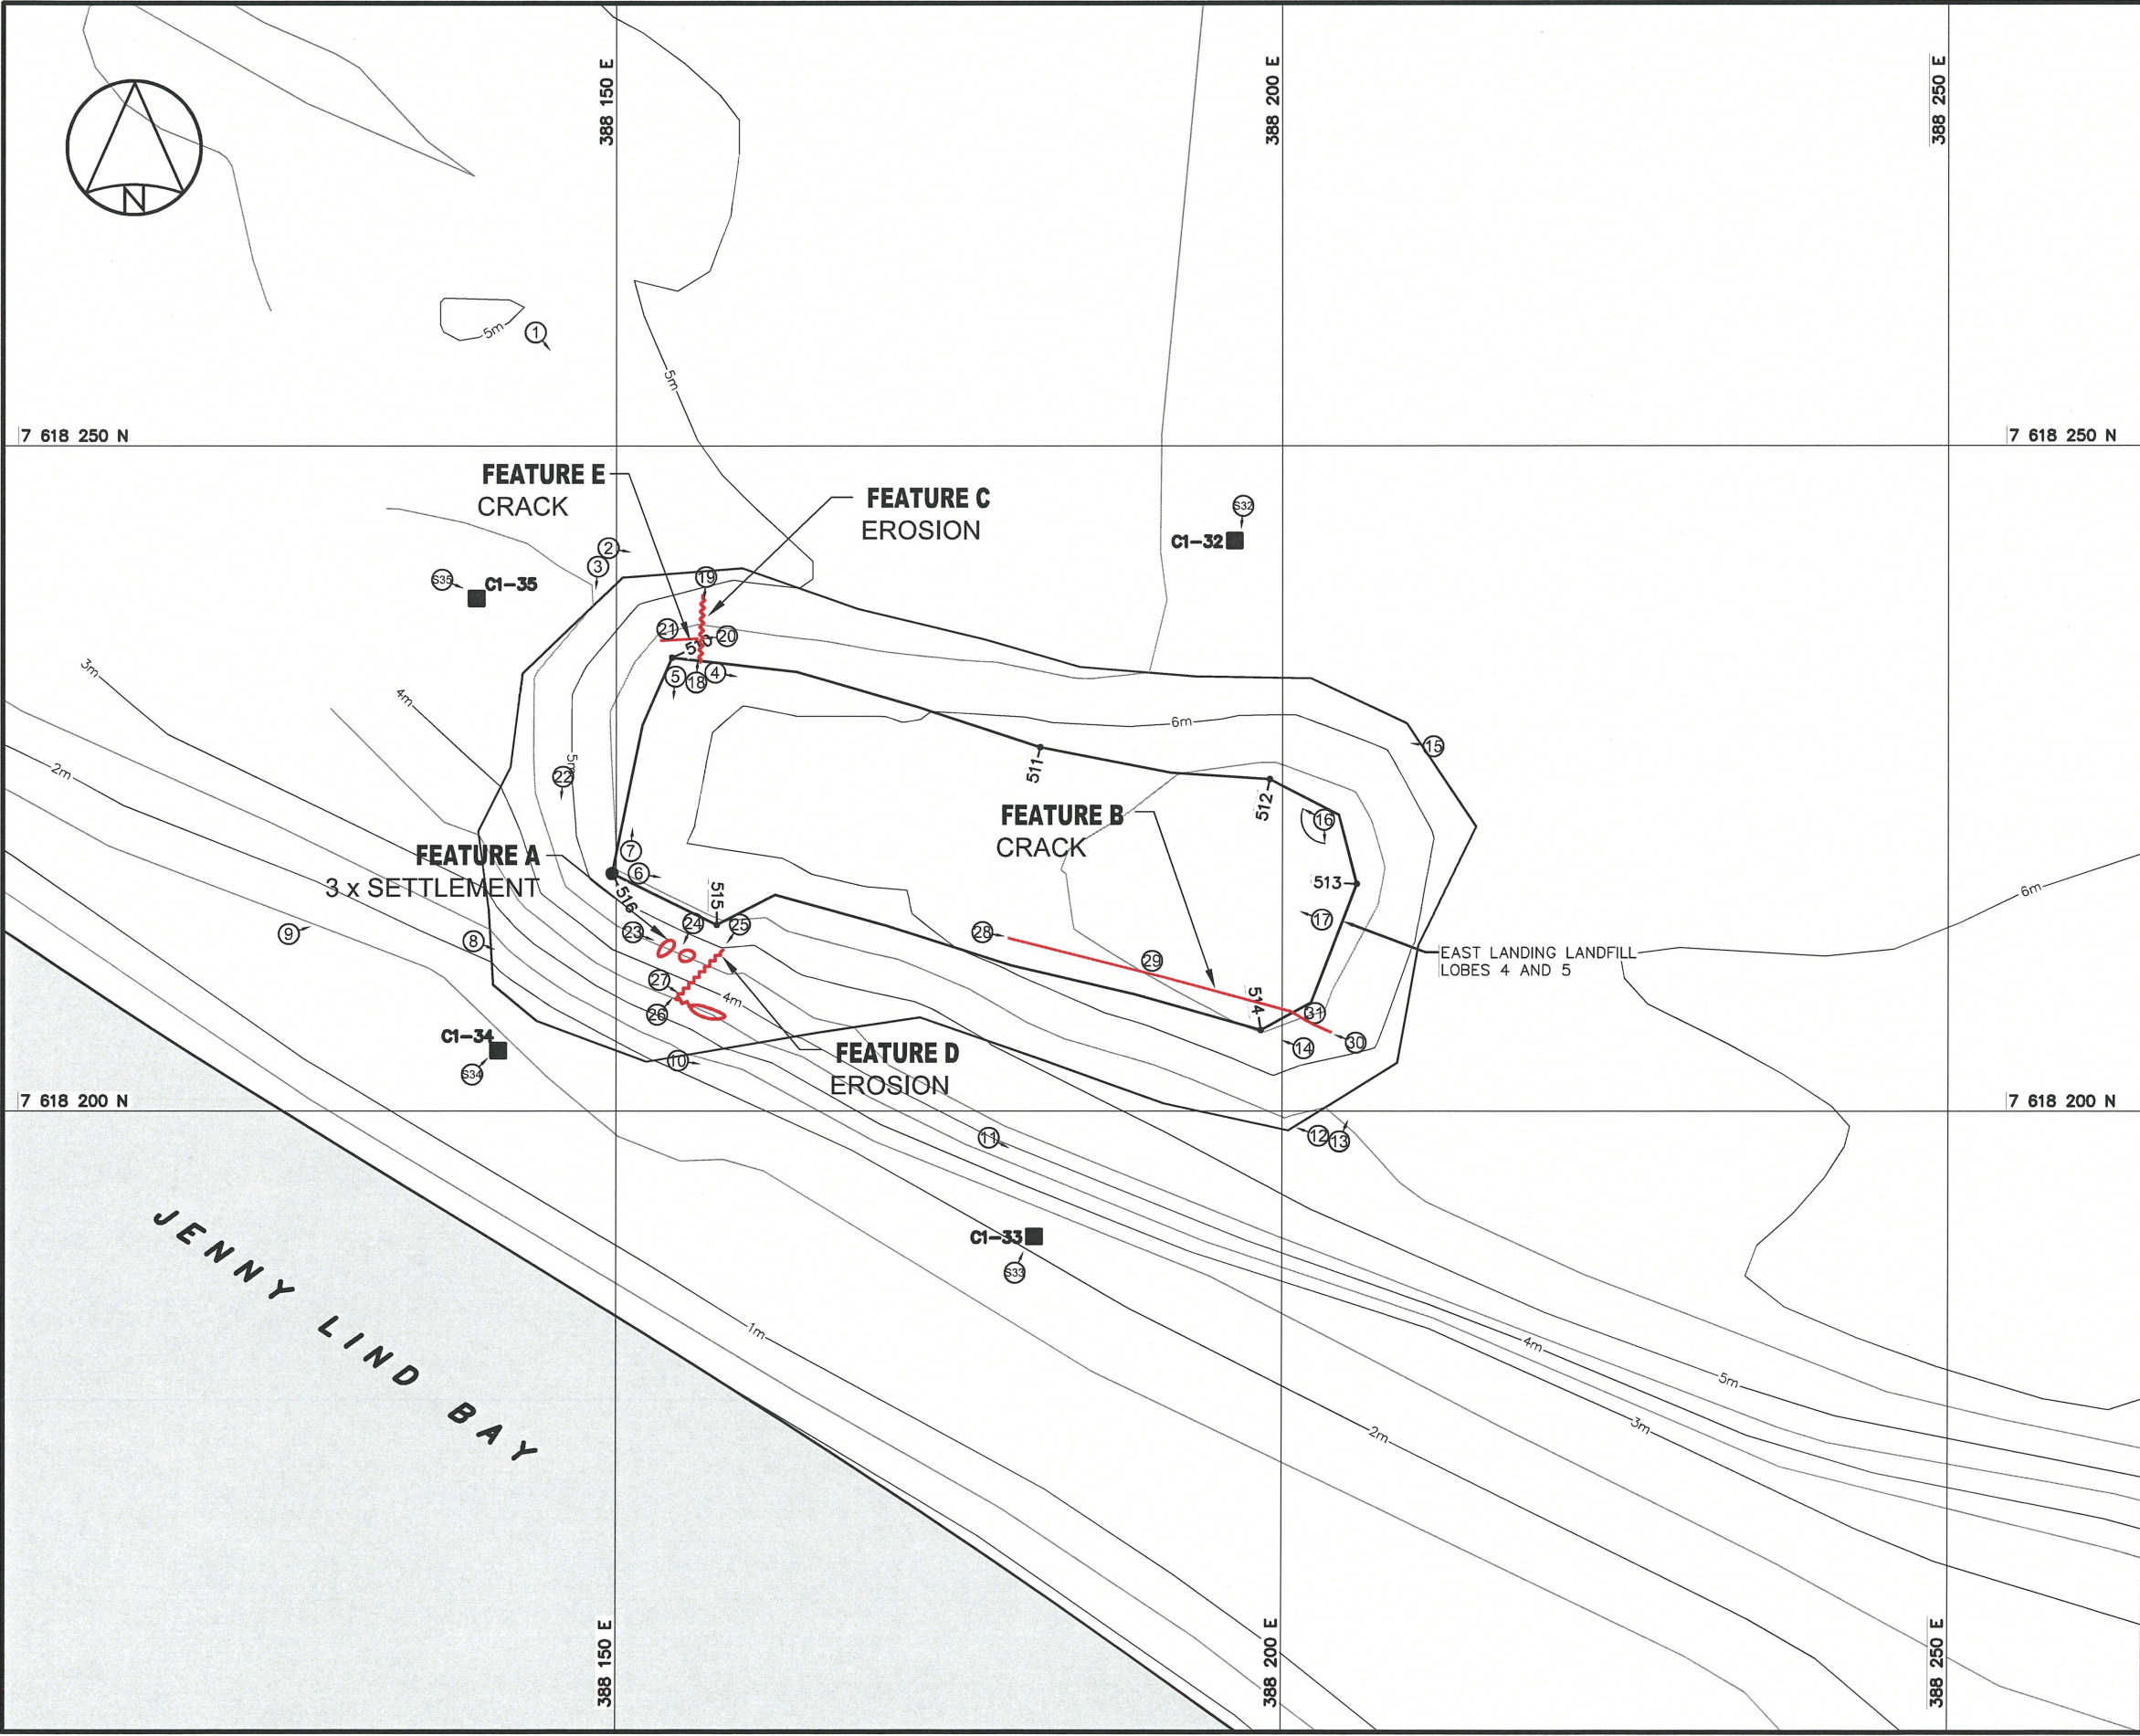 388 150 E
388 200 E
388 250 E
N
5m
1
5m
7 618 250 N
7 618 250 N
FEATURE E
CRACK
FEATURE C
EROSION
S32
C1-32
2
3
S35
C1-35
19
21
20
5
18
4
3m
4m
6m
15
2m
5m
22
511
512
FEATURE B
CRACK
16
7
FEATURE A
3 x SETTLEMENT
6
516
515
513
6m
9
8
23
24
25
28
17
29
EAST LANDING LANDFILL
LOBES 4 AND 5
27
4m
26
514
31
C1-34
S34
10
FEATURE D
EROSION
14
30
7 618 200 N
7 618 200 N
11
12
13
JENNY LIND BAY
C1-33
S33
1m
4m
5m
3m
2m
388 150 E
388 200 E
388 250 E